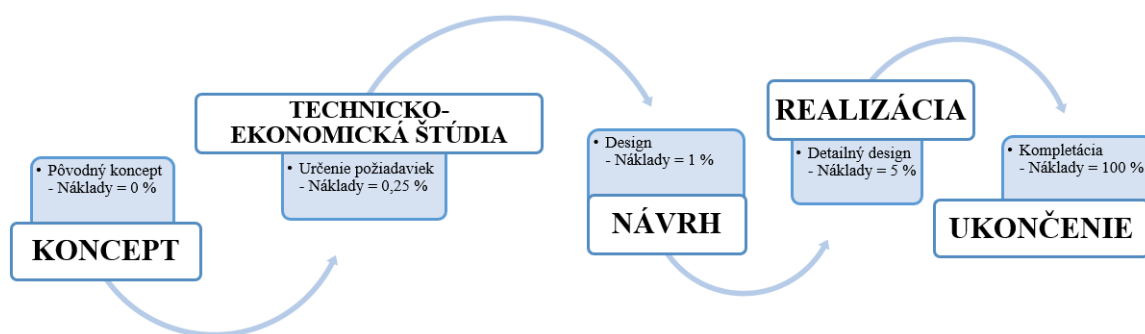 • Pôvodný koncept
- Náklady = 0 %
KONCEPT
TECHNICKO-
EKONOMICKÁ ŠTÚDIA
• Určenie požiadaviek
- Náklady = 0,25 %
• Design
- Náklady = 1 %
NÁVRH
REALIZÁCIA
• Detailný design
- Náklady = 5 %
• Kompletácia
- Náklady = 100 %
UKONČENIE